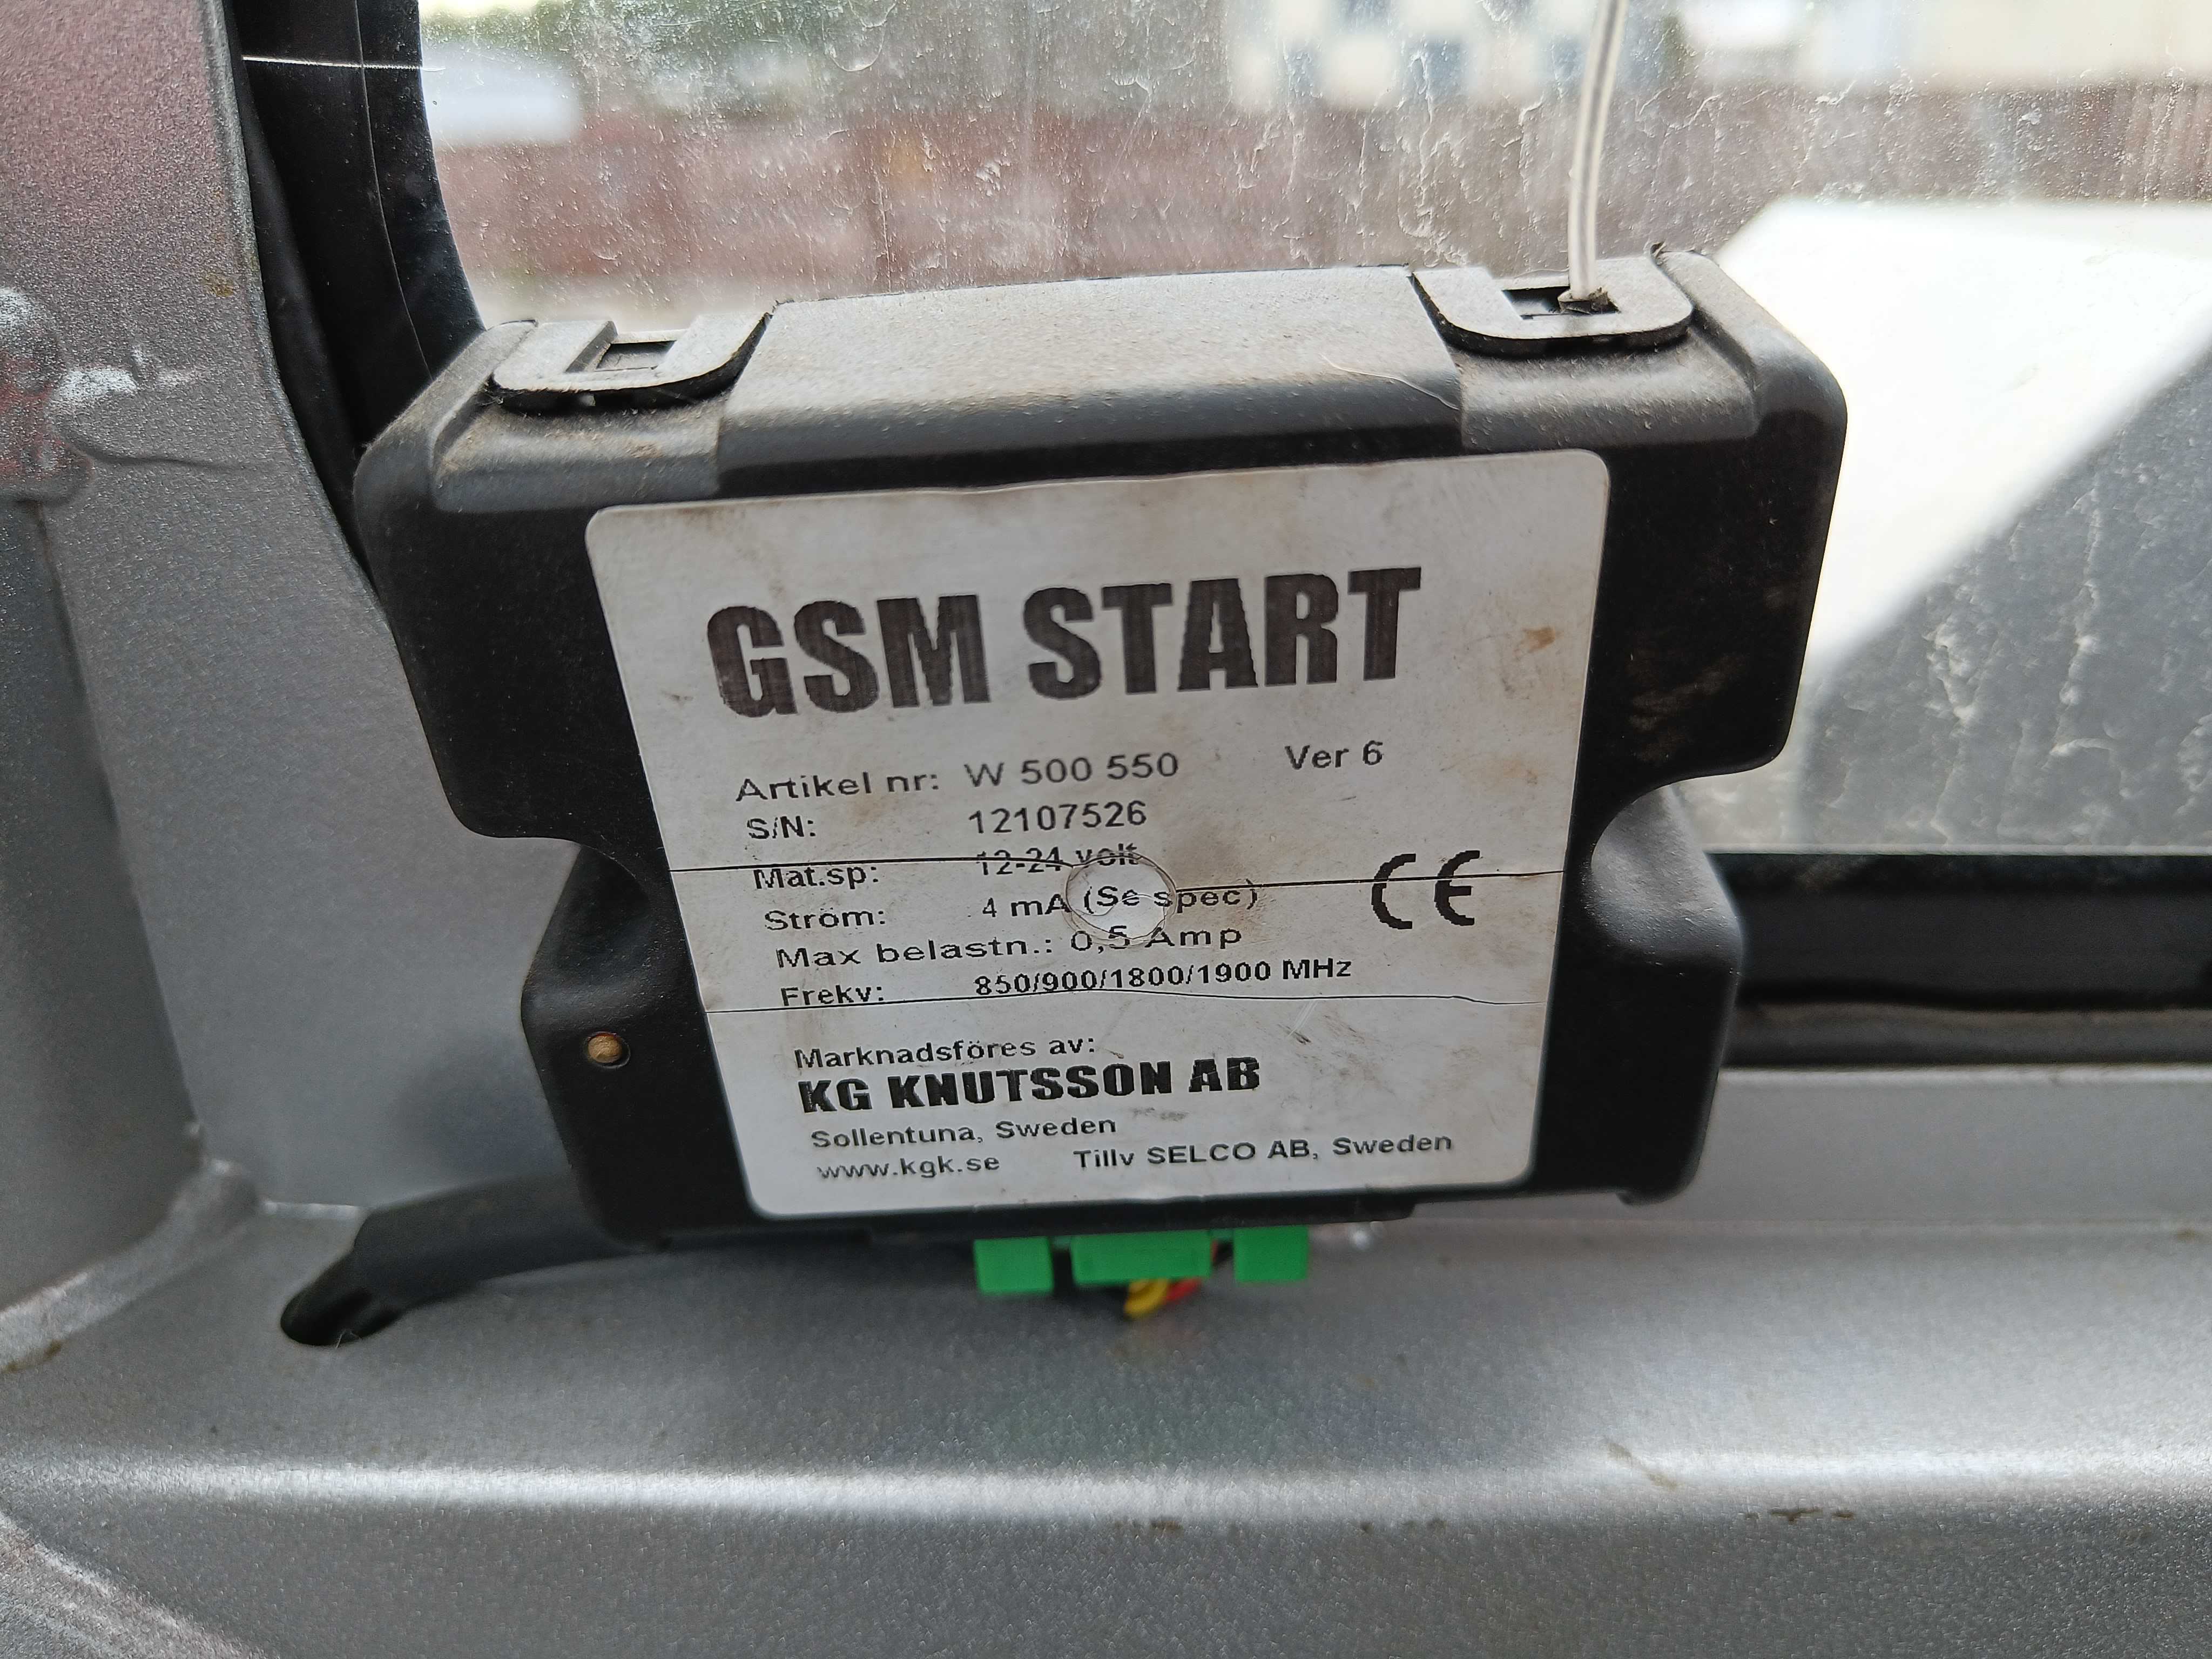 GSM START
Artikel nr: W 500 550 Ver 6
S/N: 12107526
Mat.sp: 12-24 volt
Ström: 4 mA (Se spec)
Max belastn.: 0,5 Amp
Frekv: 850/900/1800/1900 MHz
CE
Marknadsföres av:
KG KNUTSSON AB
Sollentuna, Sweden
www.kgk.se Tillv SELCO AB, Sweden